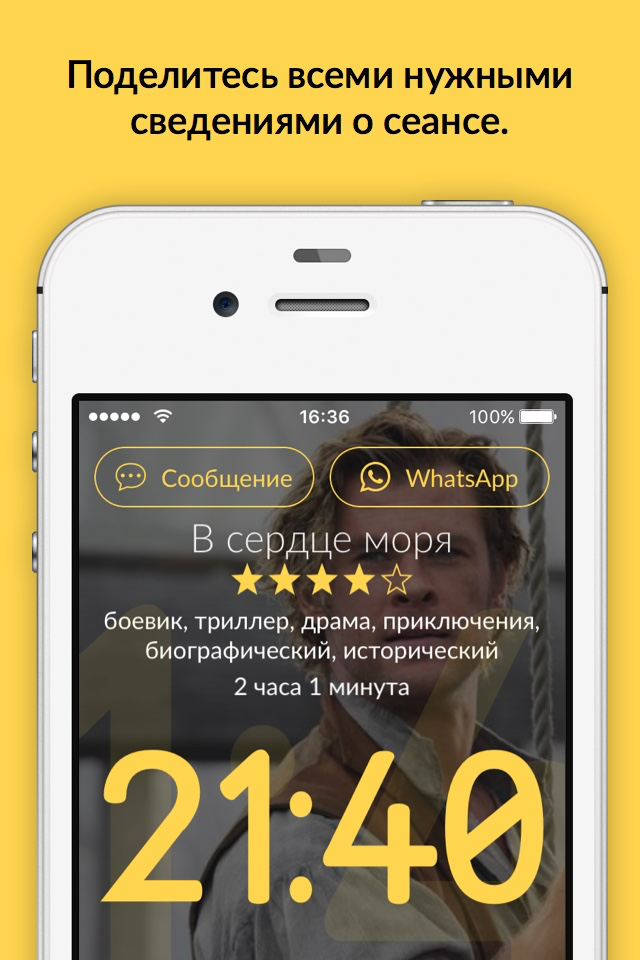 Поделитесь всеми нужными
сведениями о сеансе.
16:36
100%
Сообщение
WhatsApp
В сердце моря
боевик, триллер, драма, приключения,
биографический, исторический
2 часа 1 минута
21:40